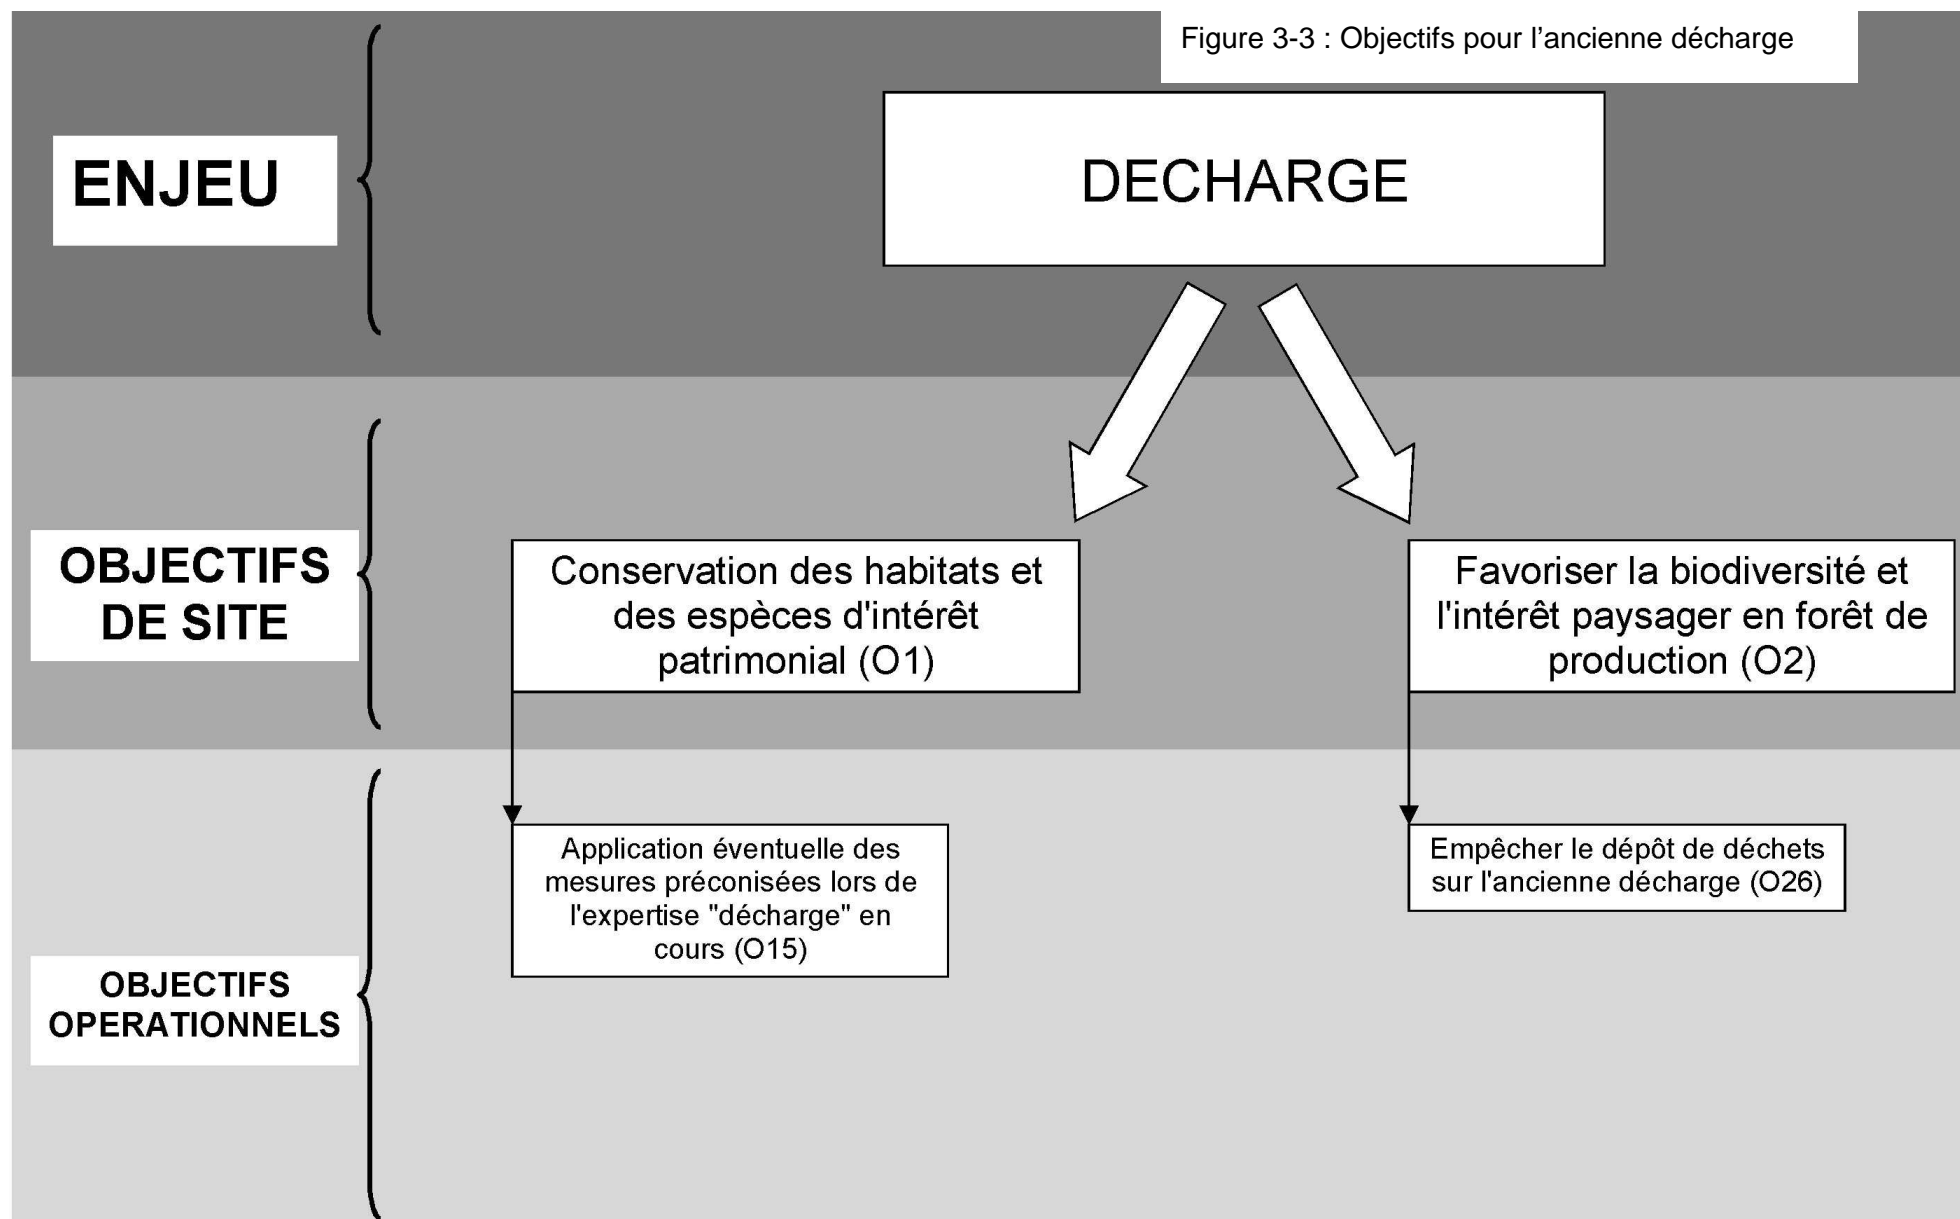 Figure 3-3 : Objectifs pour l’ancienne décharge
ENJEU
DECHARGE
OBJECTIFS
DE SITE
Conservation des habitats et
des espèces d'intérêt
patrimonial (O1)
Favoriser la biodiversité et
l'intérêt paysager en forêt de
production (O2)
OBJECTIFS
OPERATIONNELS
Application éventuelle des
mesures préconisées lors de
l'expertise "décharge" en
cours (O15)
Empêcher le dépôt de déchets
sur l'ancienne décharge (O26)